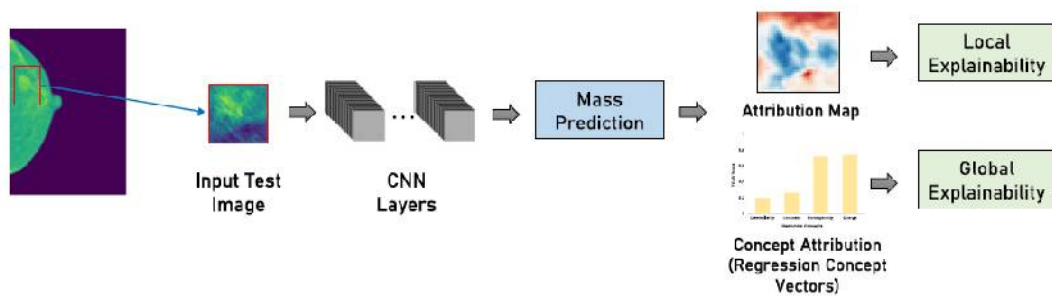 Input Test
Image
CNN
Layers
Mass
Prediction
Attribution Map
Local
Explainability
Global
Explainability
Concept Attribution
(Regression Concept
Vectors)